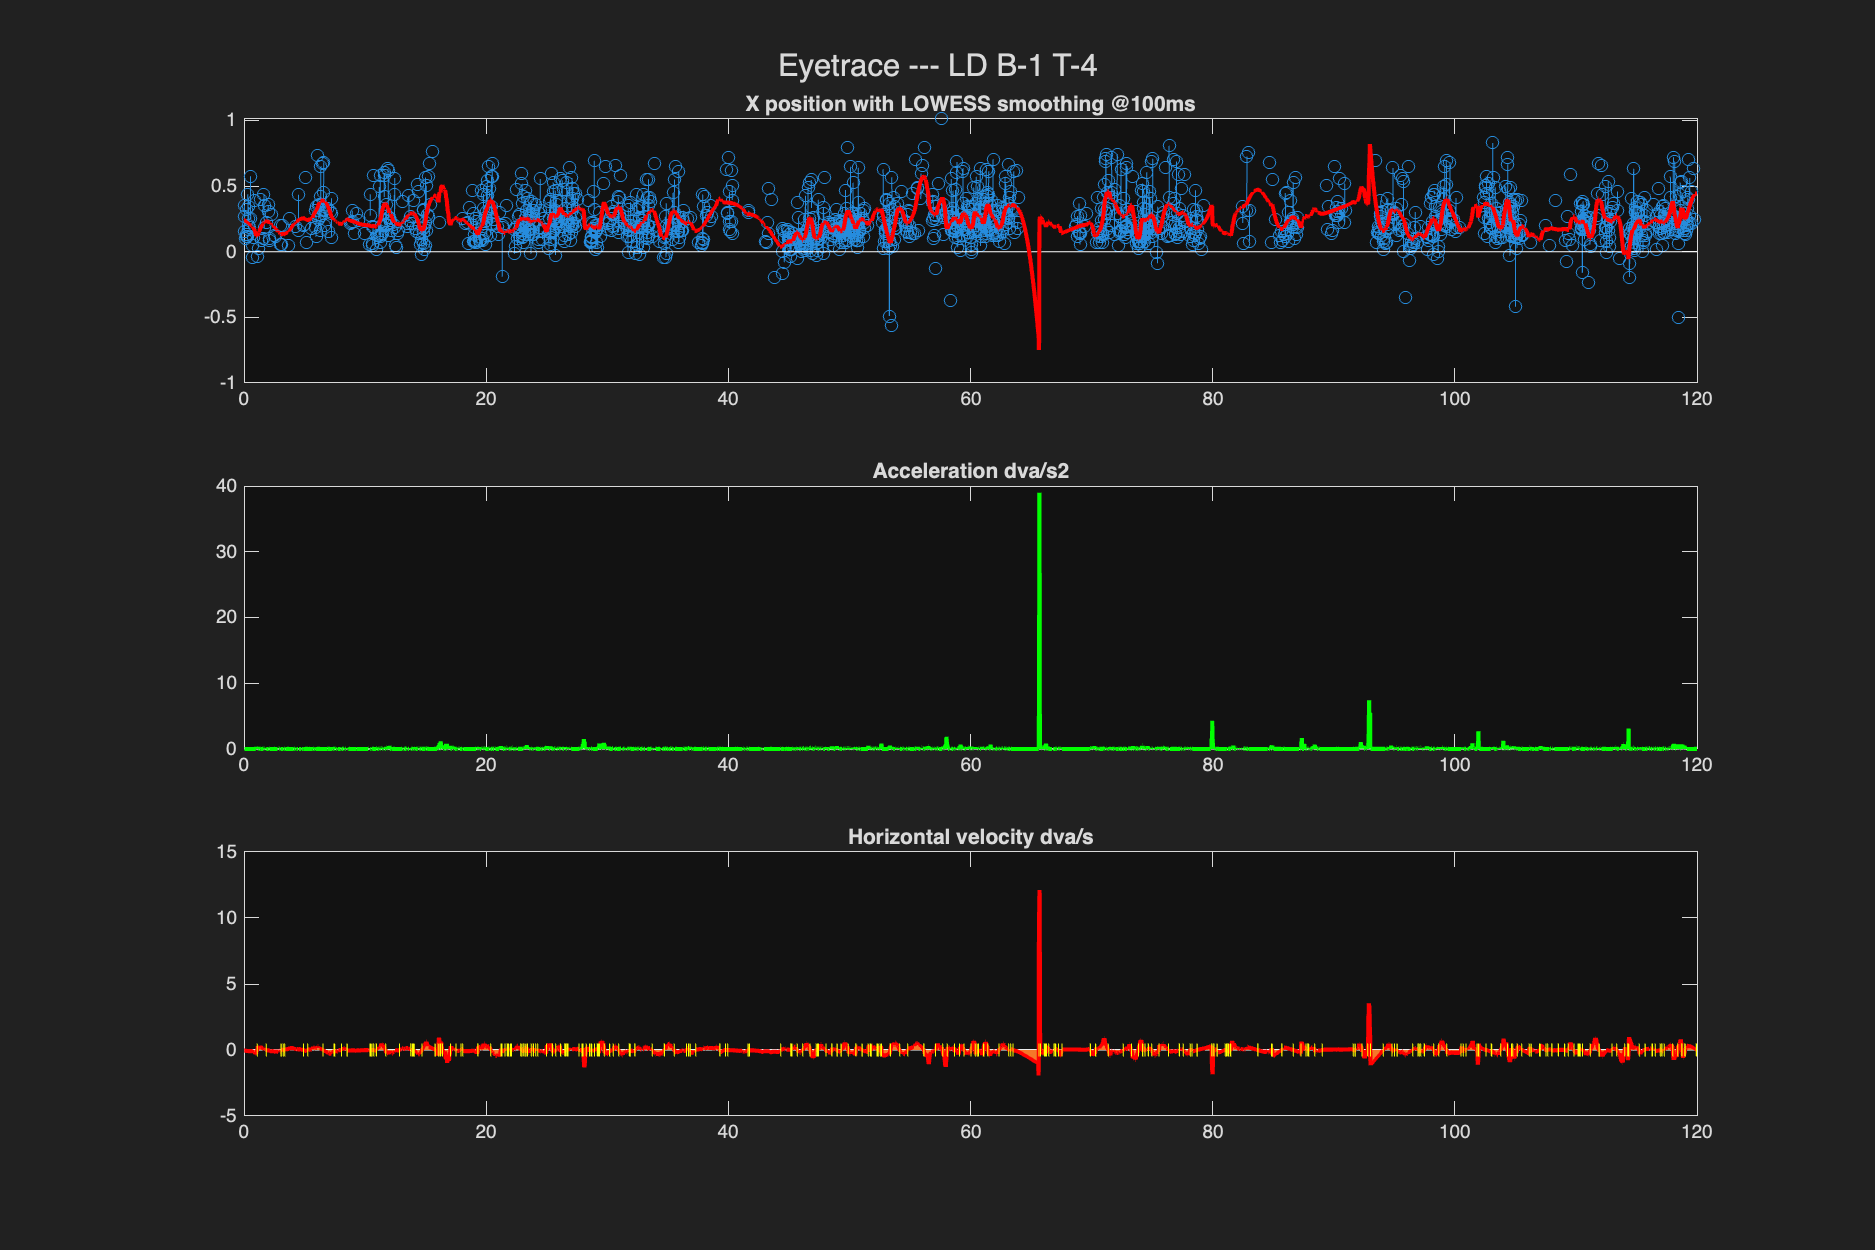 Eyetrace --- LD B-1 T-4
X position with LOWESS smoothing @100ms
1
0.5
0
-0.5
-1
0 20 40 60 80 100 120
Acceleration dva/s2
40
30
20
10
0
0 20 40 60 80 100 120
Horizontal velocity dva/s
15
10
5
0
-5
0 20 40 60 80 100 120